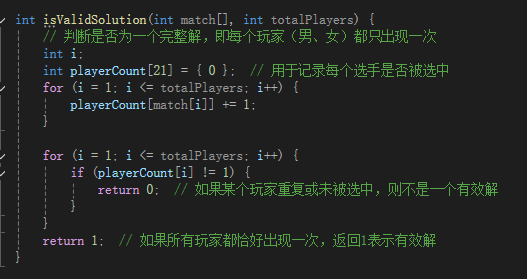 int isValidSolution(int match[], int totalPlayers) {
// 判断是否为一个完整解，即每个玩家（男、女）都只出现一次
int i;
int playerCount[21] = { 0 };  // 用于记录每个选手是否被选中
for (i = 1; i <= totalPlayers; i++) {
playerCount[match[i]] += 1;
}
for (i = 1; i <= totalPlayers; i++) {
if (playerCount[i] != 1) {
return 0;  // 如果某个玩家重复或未被选中，则不是一个有效解
}
}
return 1;  // 如果所有玩家都恰好出现一次，返回1表示有效解
}